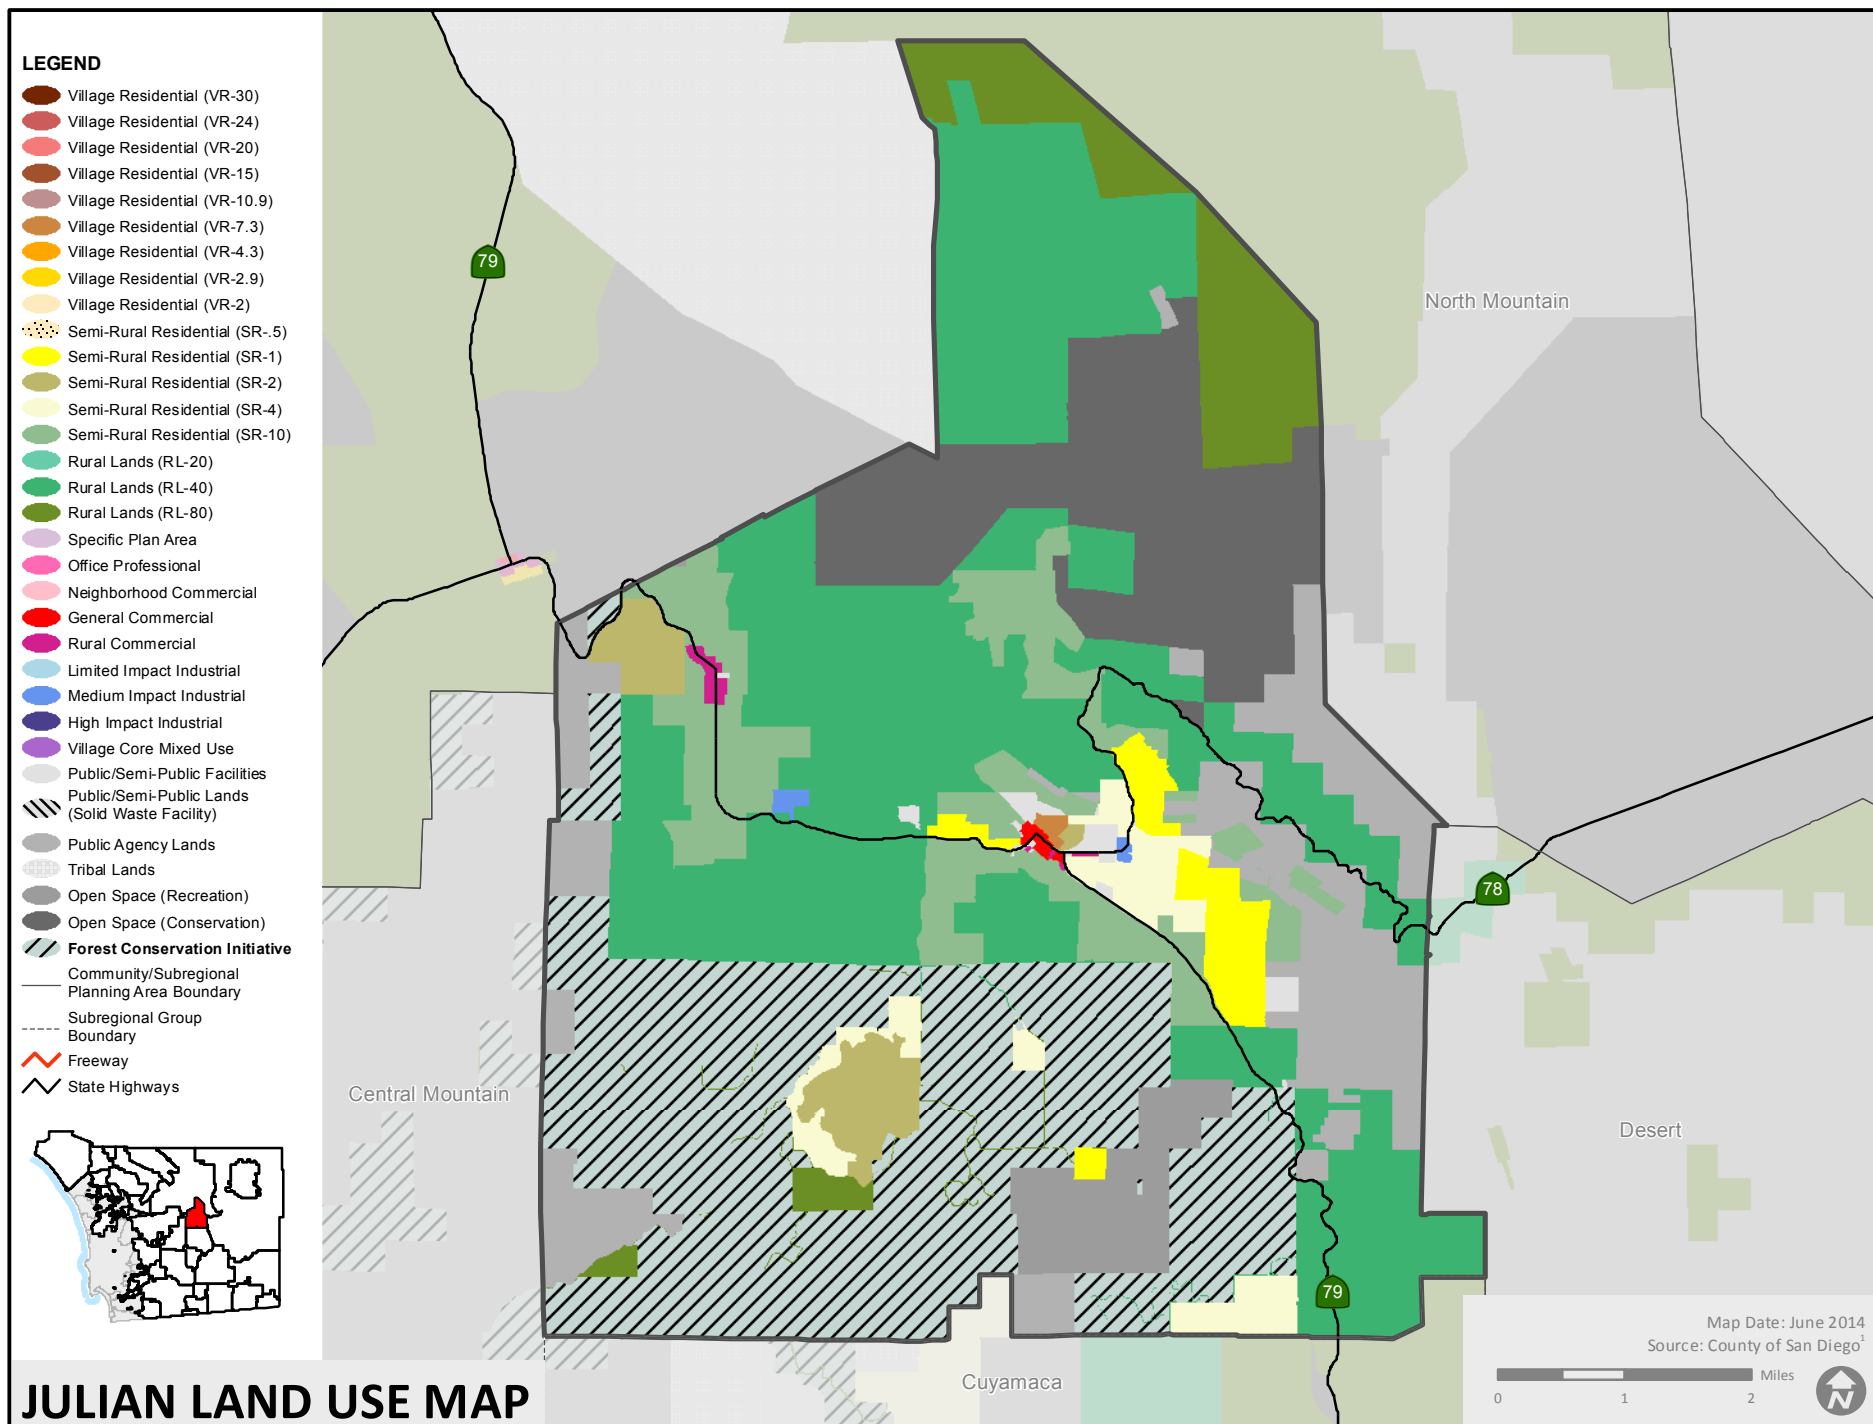 LEGEND
Village Residential (VR-30)
Village Residential (VR-24)
Village Residential (VR-20)
Village Residential (VR-15)
Village Residential (VR-10.9)
Village Residential (VR-7.3)
Village Residential (VR-4.3)
Village Residential (VR-2.9)
Village Residential (VR-2)
Semi-Rural Residential (SR-.5)
Semi-Rural Residential (SR-1)
Semi-Rural Residential (SR-2)
Semi-Rural Residential (SR-4)
Semi-Rural Residential (SR-10)
Rural Lands (RL-20)
Rural Lands (RL-40)
Rural Lands (RL-80)
Specific Plan Area
Office Professional
Neighborhood Commercial
General Commercial
Rural Commercial
Limited Impact Industrial
Medium Impact Industrial
High Impact Industrial
Village Core Mixed Use
Public/Semi-Public Facilities
Public/Semi-Public Lands
(Solid Waste Facility)
Public Agency Lands
Tribal Lands
Open Space (Recreation)
Open Space (Conservation)
Forest Conservation Initiative
Community/Subregional
Planning Area Boundary
Subregional Group
Boundary
Freeway
State Highways
79
North Mountain
78
Central Mountain
Desert
79
Cuyamaca
Map Date: June 2014
Source: County of San Diego1
Miles
0 1 2
N
JULIAN LAND USE MAP